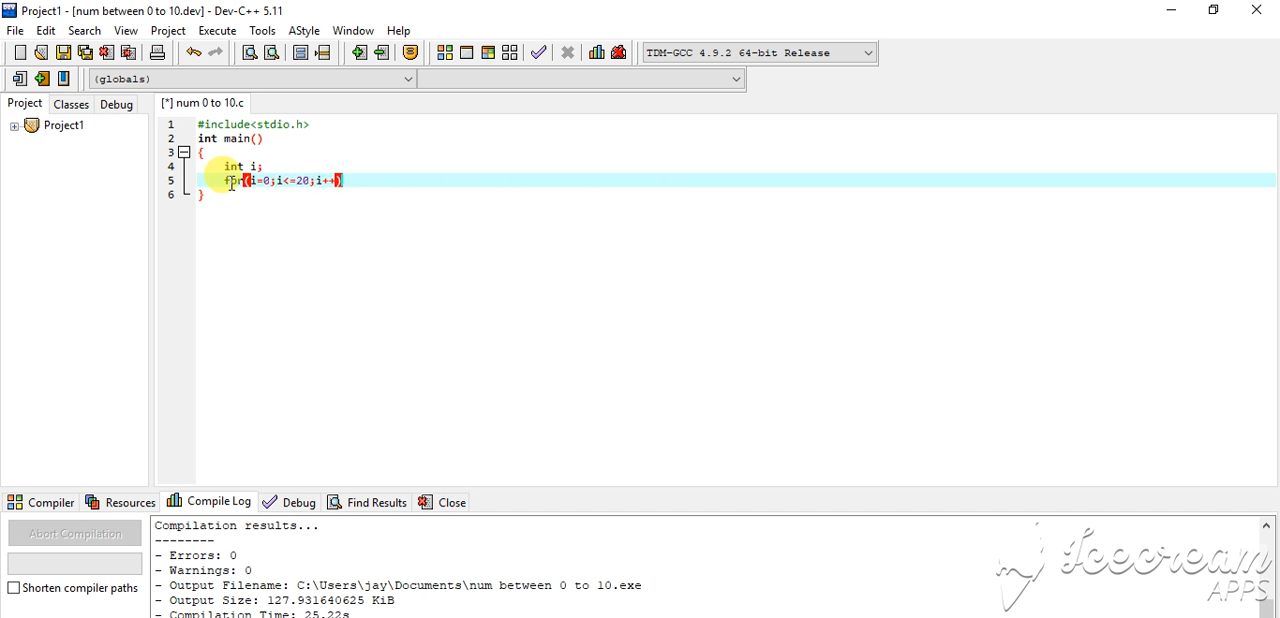 Project1 - [num between 0 to 10.dev] - Dev-C++ 5.11
File Edit Search View Project Execute Tools AStyle Window Help
TDM-GCC 4.9.2 64-bit Release
(globals)
Project Classes Debug [*] num 0 to 10.c
Project1
1 #include<stdio.h>
2 int main()
3 {
4 int i;
5 for(i=0;i<=20;i++)
6 }
Compiler Resources Compile Log Debug Find Results Close
Abort Compilation
Shorten compiler paths
Compilation results...
--------
- Errors: 0
- Warnings: 0
- Output Filename: C:\Users\jay\Documents\num between 0 to 10.exe
- Output Size: 127.931640625 KiB
- Compilation Time: 25.22s
Icecream
APPS